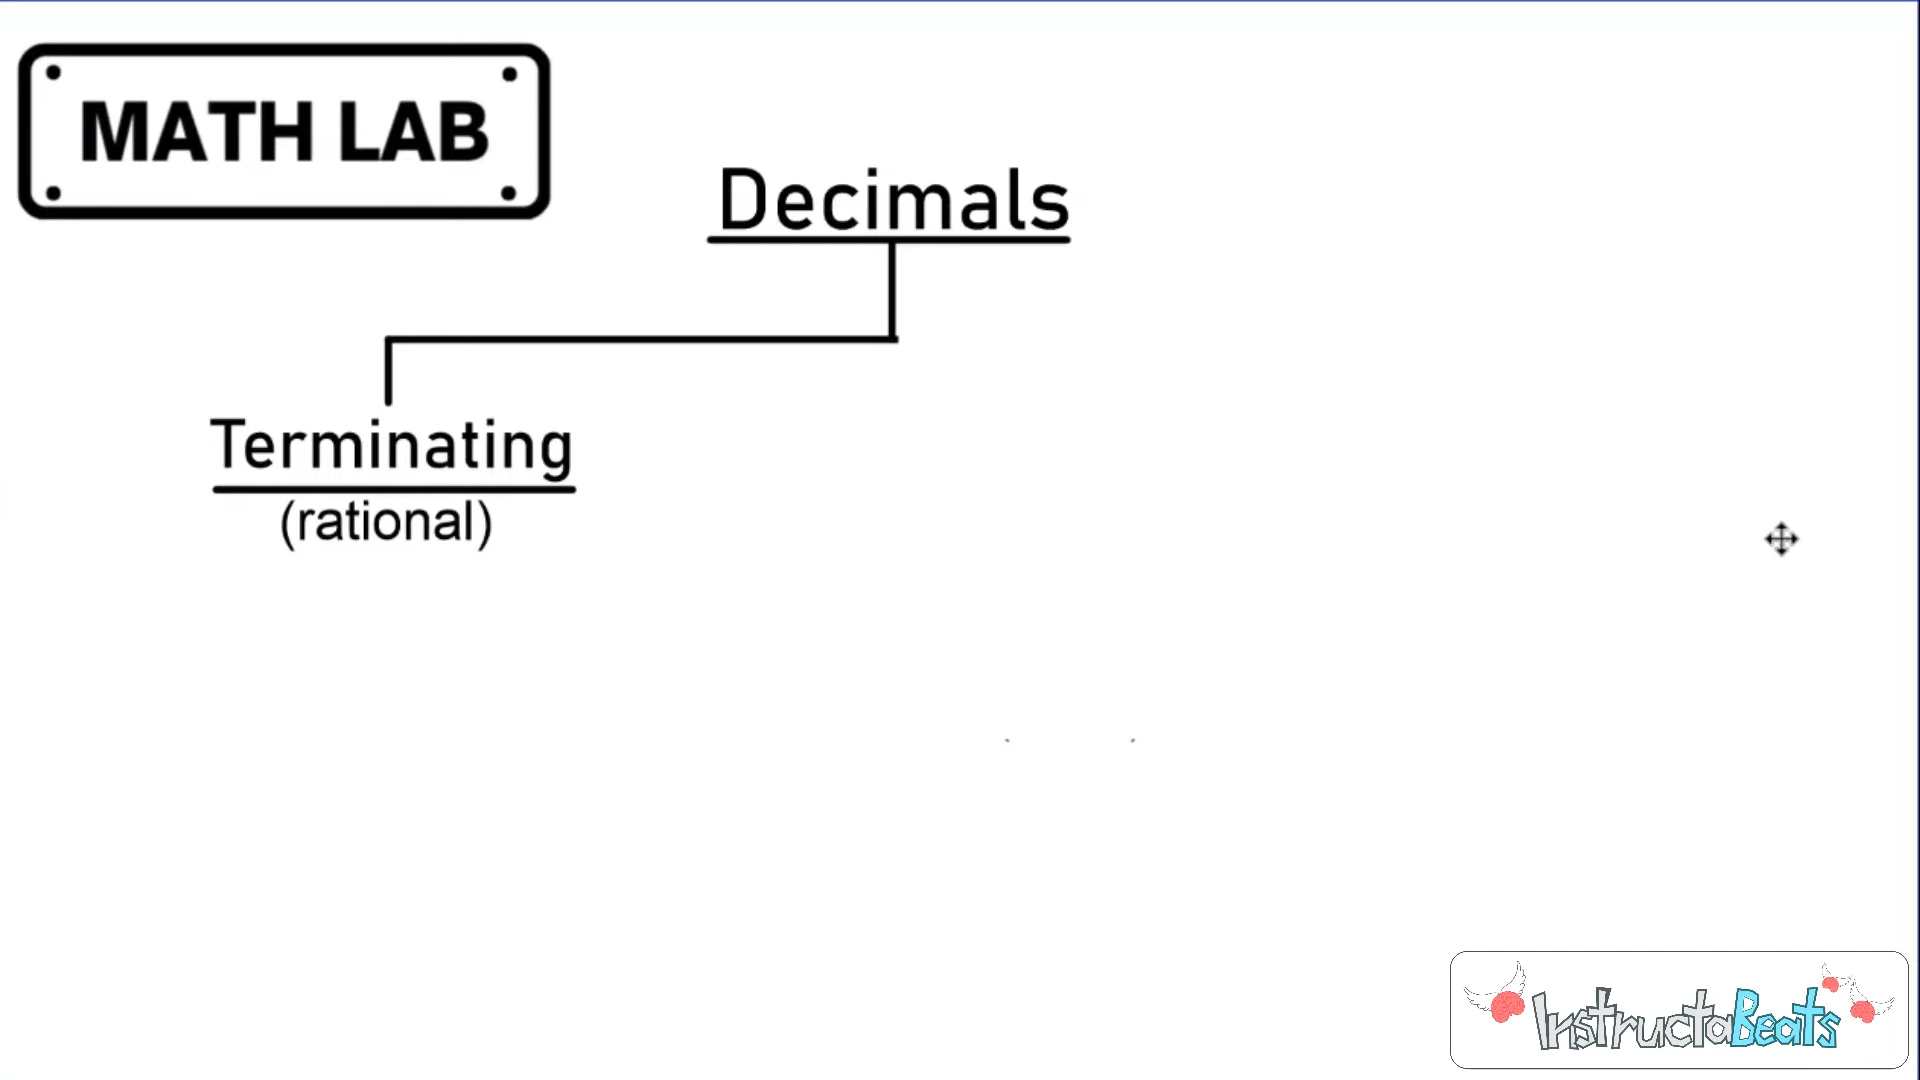 MATH LAB
Decimals
Terminating
(rational)
InstructaBeats